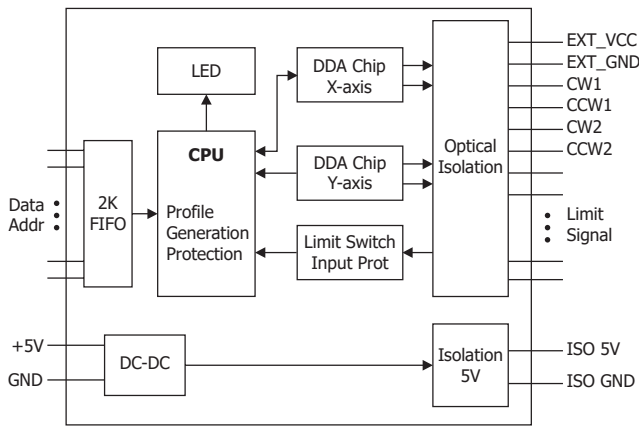 LED
DDA Chip
X-axis
EXT_VCC
EXT_GND
CW1
CCW1
CW2
CCW2
CPU
Profile
Generation
Protection
DDA Chip
Y-axis
Optical
Isolation
Data
Addr
2K
FIFO
Limit Switch
Input Prot
Limit
Signal
+5V
GND
DC-DC
Isolation
5V
ISO 5V
ISO GND